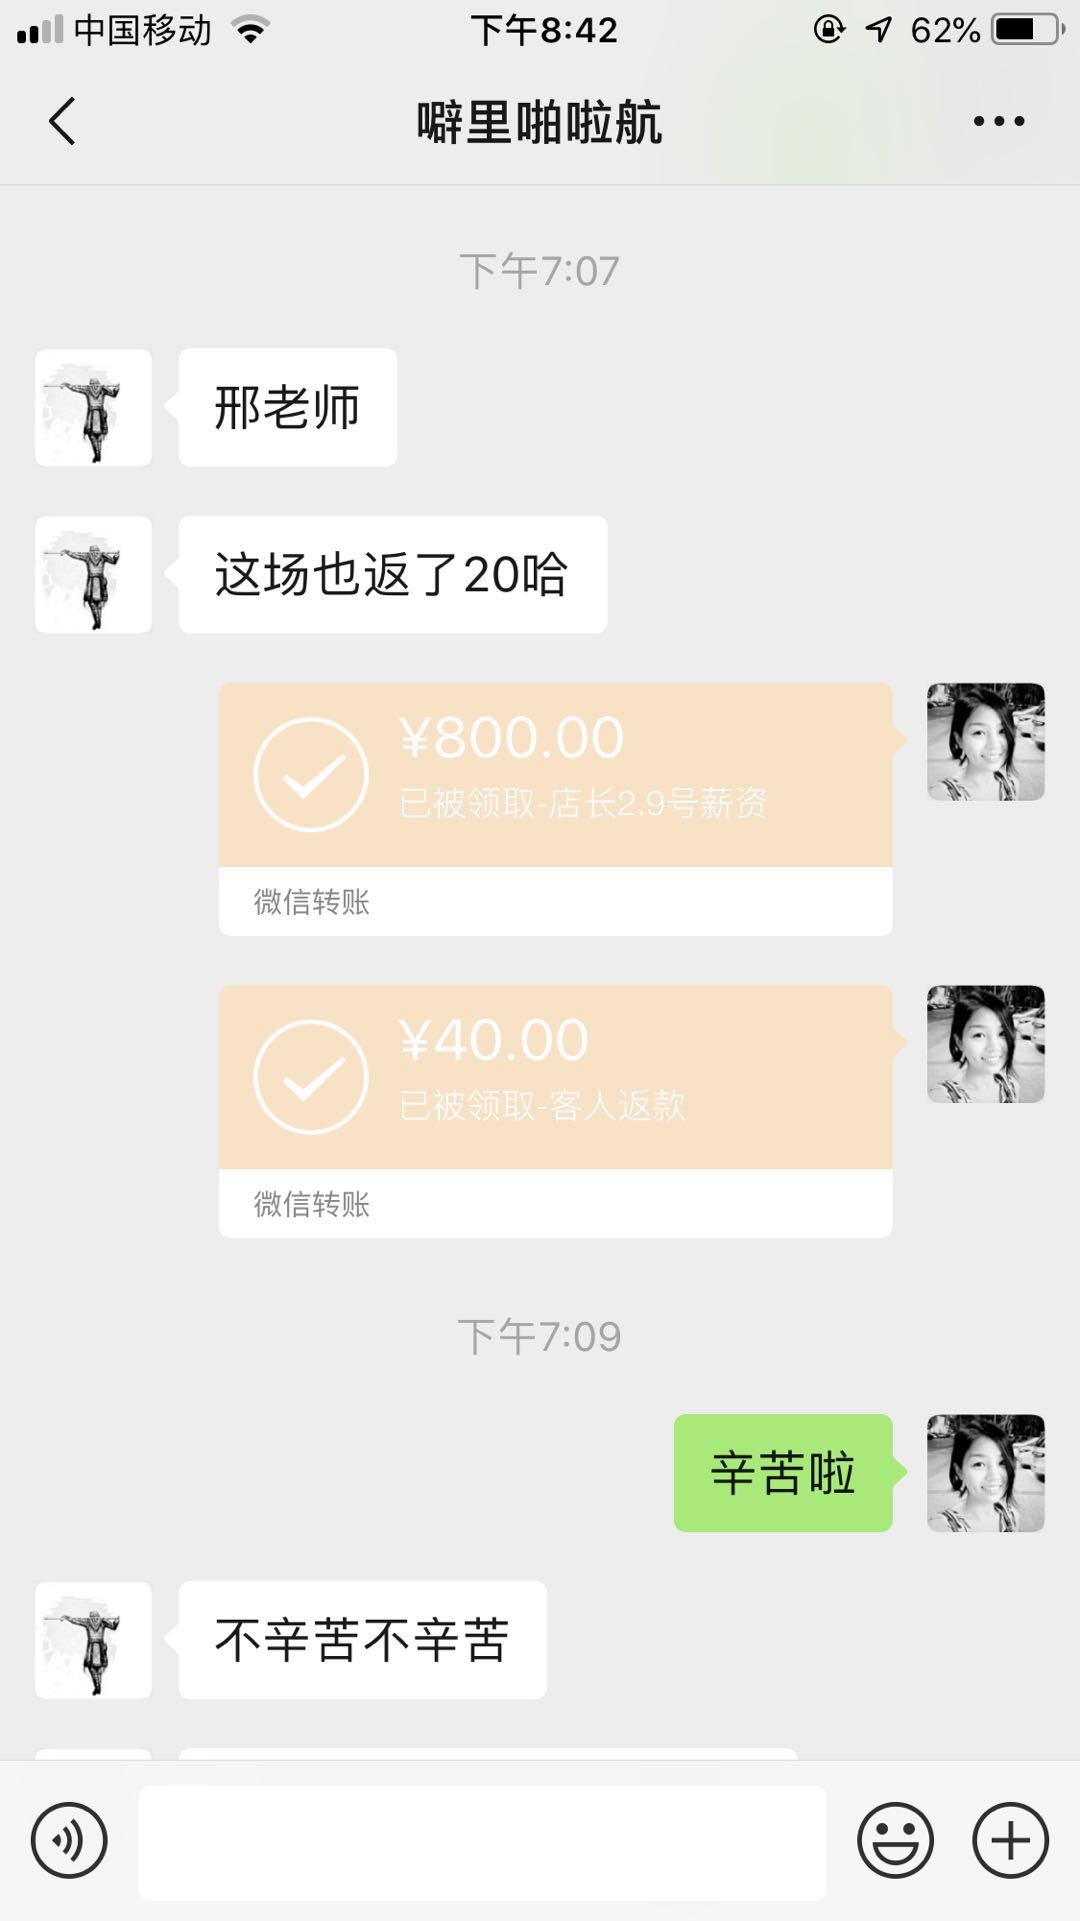 中国移动 下午8:42 62%
噼里啪啦航
下午7:07
邢老师
这场也返了20哈
¥800.00
已被领取-店长2.9号薪资
微信转账
¥40.00
已被领取-客人返款
微信转账
下午7:09
辛苦啦
不辛苦不辛苦